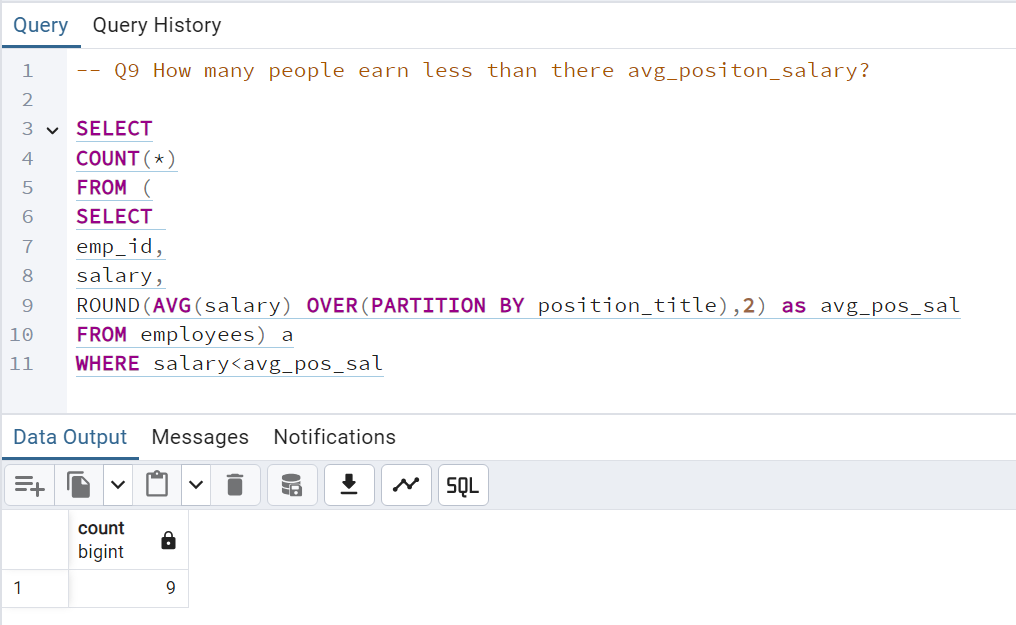 Query Query History
1 -- Q9 How many people earn less than there avg_positon_salary?
2
3 SELECT
4 COUNT(*)
5 FROM (
6 SELECT
7 emp_id,
8 salary,
9 ROUND(AVG(salary) OVER(PARTITION BY position_title),2) as avg_pos_sal
10 FROM employees) a
11 WHERE salary<avg_pos_sal
Data Output Messages Notifications
SQL
count
bigint
1 9